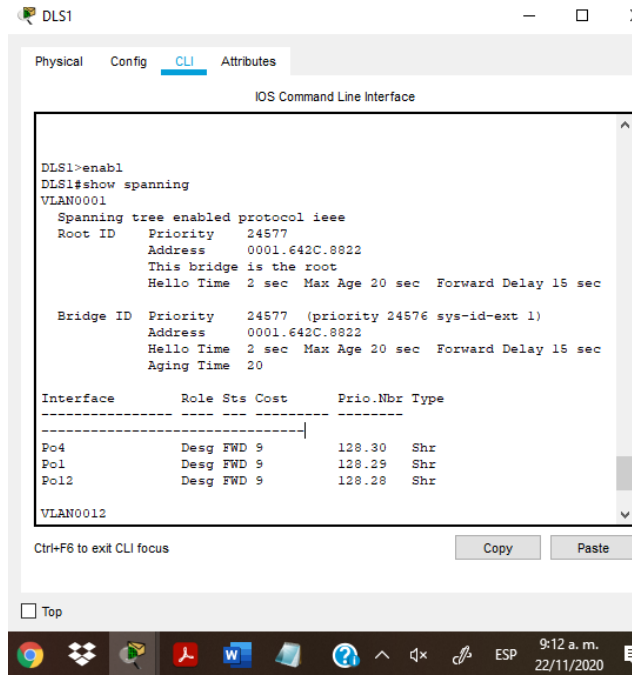 DLS1
Physical Config CLI Attributes
IOS Command Line Interface
DLS1>enabl
DLS1#show spanning
VLAN0001
  Spanning tree enabled protocol ieee
  Root ID    Priority    24577
             Address     0001.642C.8822
             This bridge is the root
             Hello Time  2 sec  Max Age 20 sec  Forward Delay 15 sec
  Bridge ID  Priority    24577  (priority 24576 sys-id-ext 1)
             Address     0001.642C.8822
             Hello Time  2 sec  Max Age 20 sec  Forward Delay 15 sec
             Aging Time  20
Interface        Role Sts Cost      Prio.Nbr Type
---------------- ---- --- --------- --------
--------------------------------
Po4              Desg FWD 9         128.30   Shr
Po1              Desg FWD 9         128.29   Shr
Po12             Desg FWD 9         128.28   Shr
VLAN0012
Ctrl+F6 to exit CLI focus
Copy Paste
Top
ESP
9:12 a. m.
22/11/2020